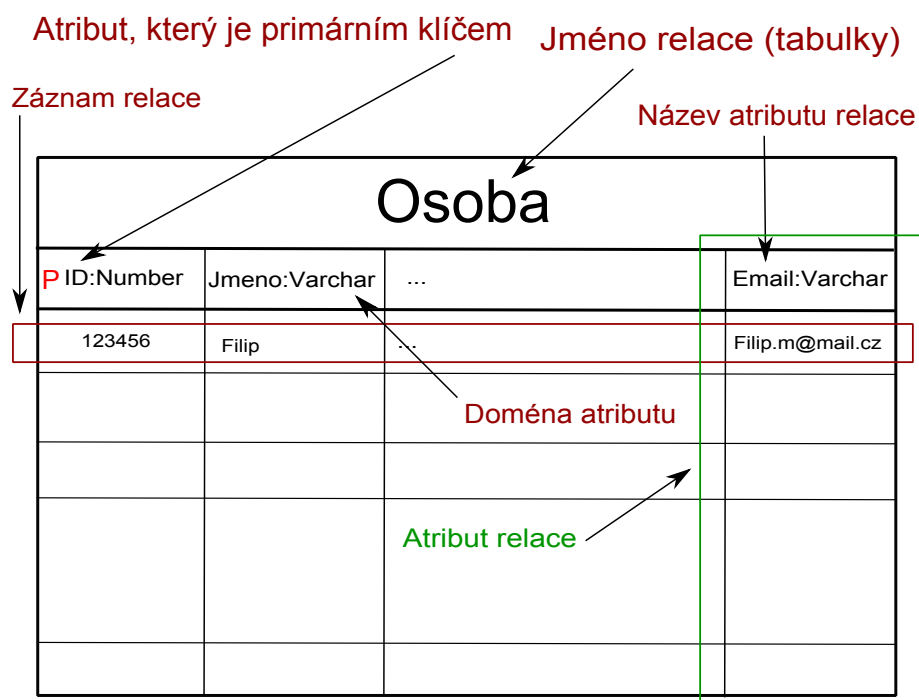 Atribut, který je primárním klíčem
Jméno relace (tabulky)
Záznam relace
Název atributu relace
Osoba
P ID:Number
Jmeno:Varchar
...
Email:Varchar
123456
Filip
...
Filip.m@mail.cz
Doména atributu
Atribut relace